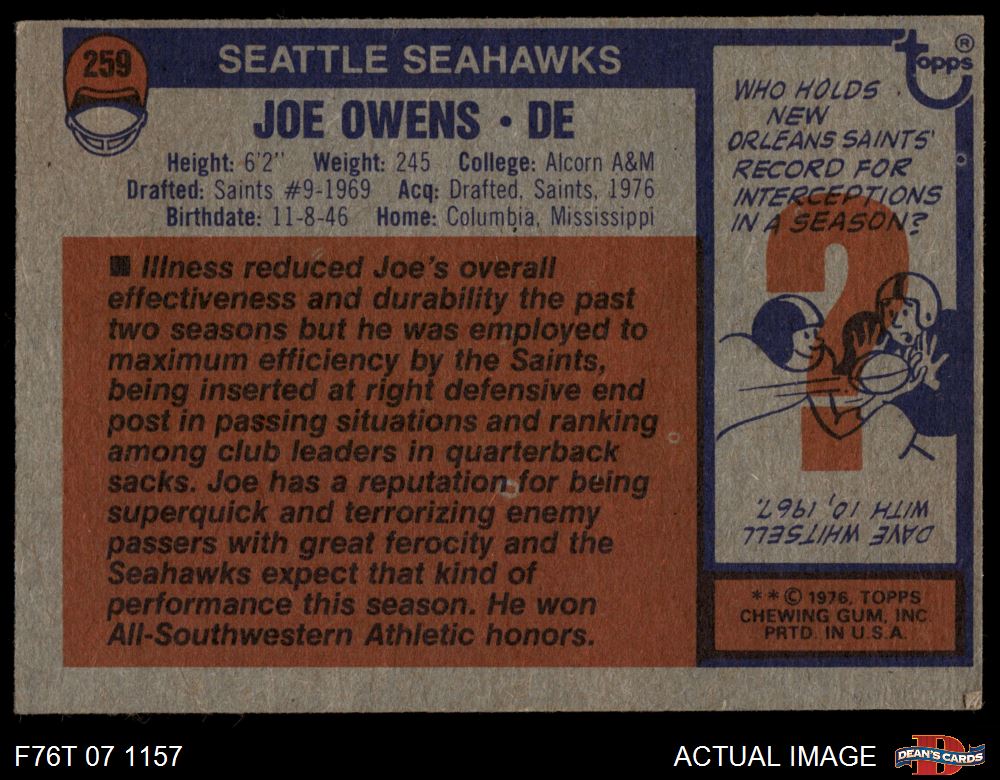 259
SEATTLE SEAHAWKS
JOE OWENS • DE
Height: 6'2" Weight: 245 College: Alcorn A&M
Drafted: Saints #9-1969 Acq: Drafted, Saints, 1976
Birthdate: 11-8-46 Home: Columbia, Mississippi
■ Illness reduced Joe's overall
effectiveness and durability the past
two seasons but he was employed to
maximum efficiency by the Saints,
being inserted at right defensive end
post in passing situations and ranking
among club leaders in quarterback
sacks. Joe has a reputation for being
superquick and terrorizing enemy
passers with great ferocity and the
Seahawks expect that kind of
performance this season. He won
All-Southwestern Athletic honors.
topps ®
WHO HOLDS
NEW
ORLEANS SAINTS'
RECORD FOR
INTERCEPTIONS
IN A SEASON?
?
DAVE WHITSELL
WITH 10, 1967.
* * © 1976, TOPPS
CHEWING GUM, INC.
PRTD. IN U.S.A.
F76T 07 1157
ACTUAL IMAGE
D
DEAN'S CARDS